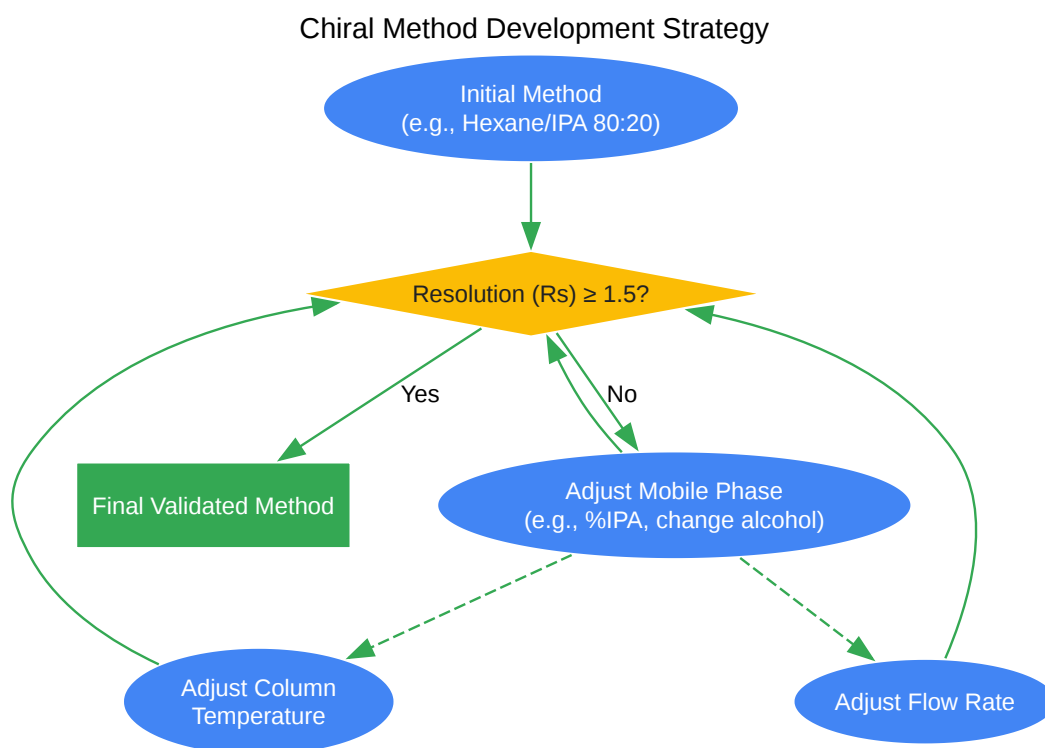 Chiral Method Development Strategy
Initial Method
(e.g., Hexane/IPA 80:20)
Resolution (Rs) ≥ 1.5?
Yes
No
Final Validated Method
Adjust Mobile Phase
(e.g., %IPA, change alcohol)
Adjust Column
Temperature
Adjust Flow Rate